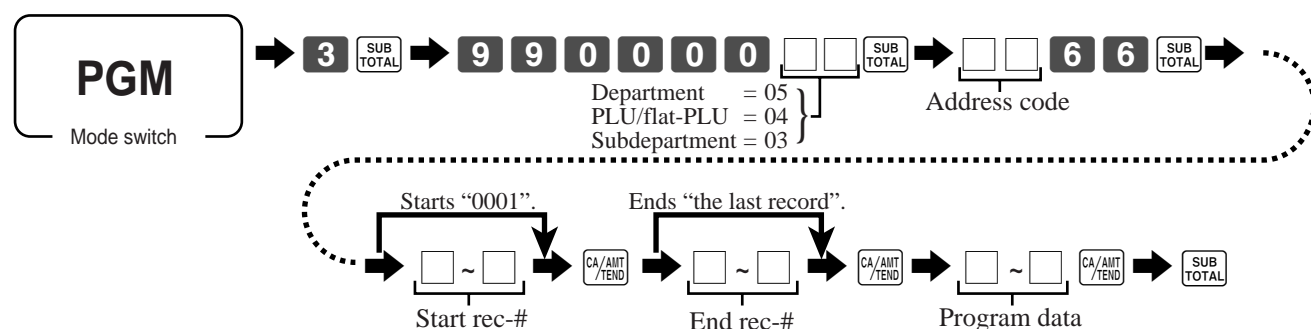 PGM
Mode switch
3 SUB TOTAL 9 9 0 0 0 0 SUB TOTAL 6 6 SUB TOTAL
Department = 05
PLU/flat-PLU = 04
Subdepartment = 03
Address code
Starts “0001”. Ends “the last record”.
~ CA/AMT/TEND ~ CA/AMT/TEND ~ CA/AMT/TEND SUB TOTAL
Start rec-# End rec-# Program data